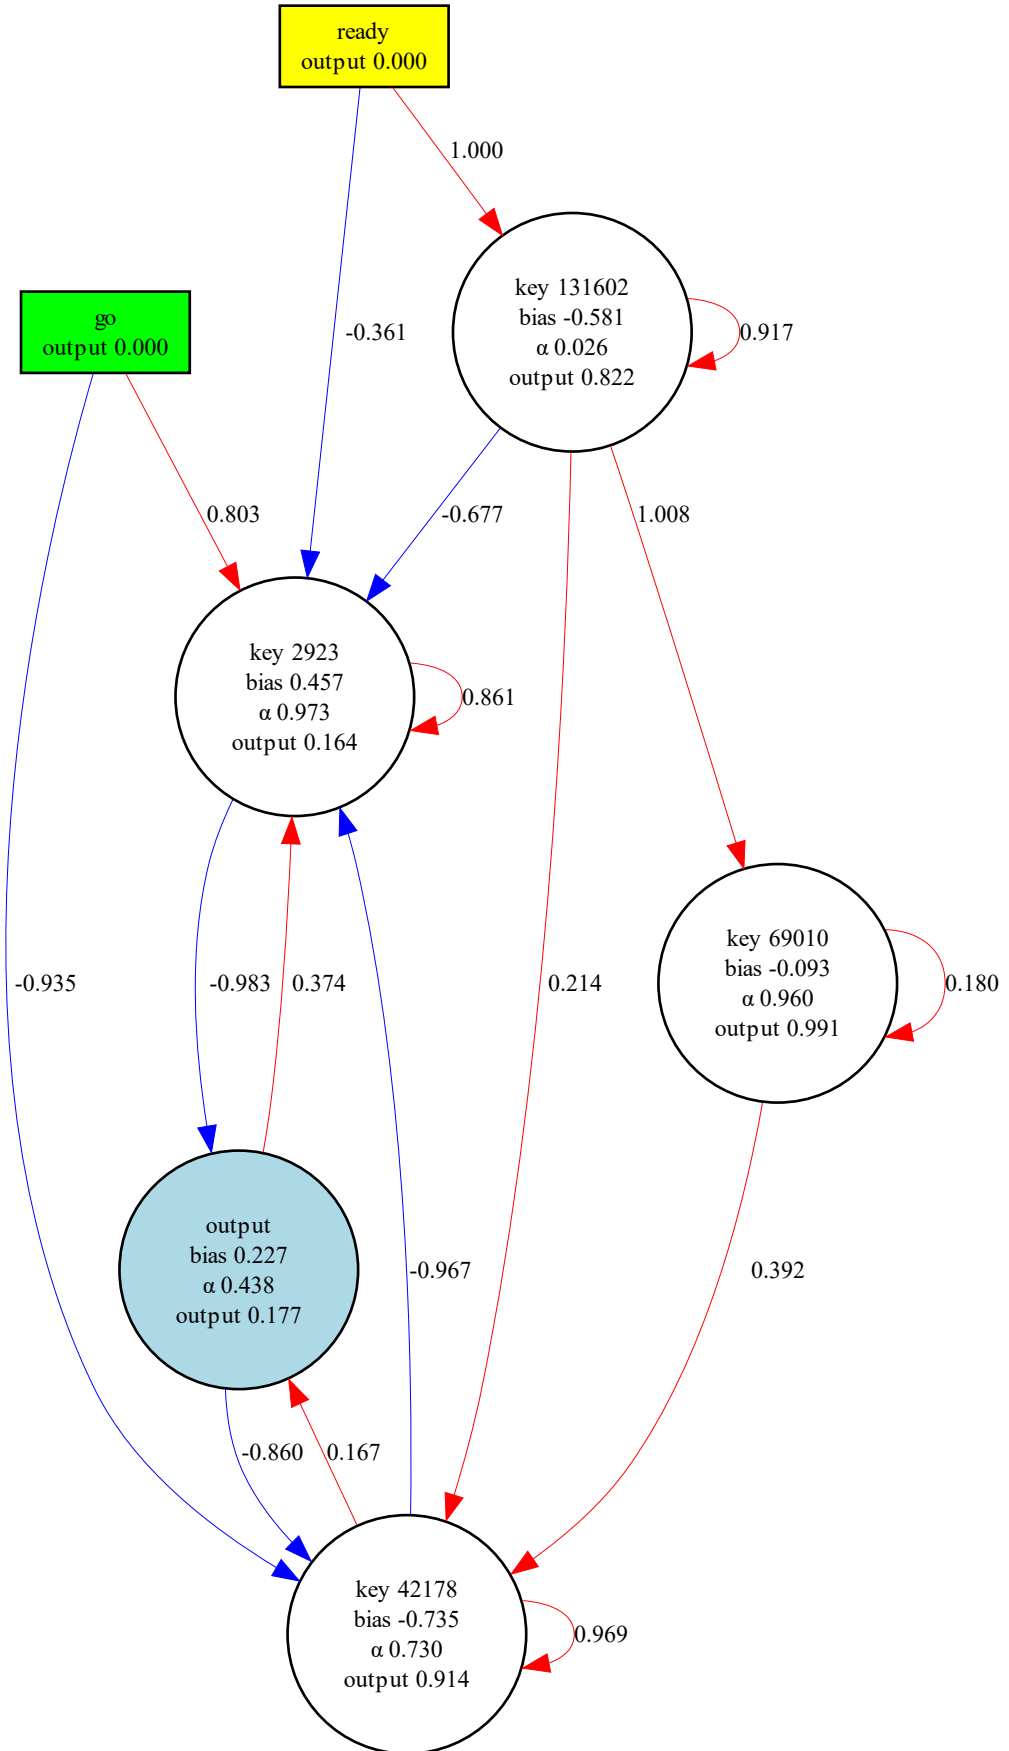 ready
output 0.000
1.000
key 131602
bias -0.581
α 0.026
output 0.822
0.917
-0.361
go
output 0.000
0.803
-0.677
1.008
key 2923
bias 0.457
α 0.973
output 0.164
0.861
key 69010
bias -0.093
α 0.960
output 0.991
0.180
-0.935
-0.983
0.374
0.214
output
bias 0.227
α 0.438
output 0.177
-0.967
0.392
-0.860
0.167
key 42178
bias -0.735
α 0.730
output 0.914
0.969